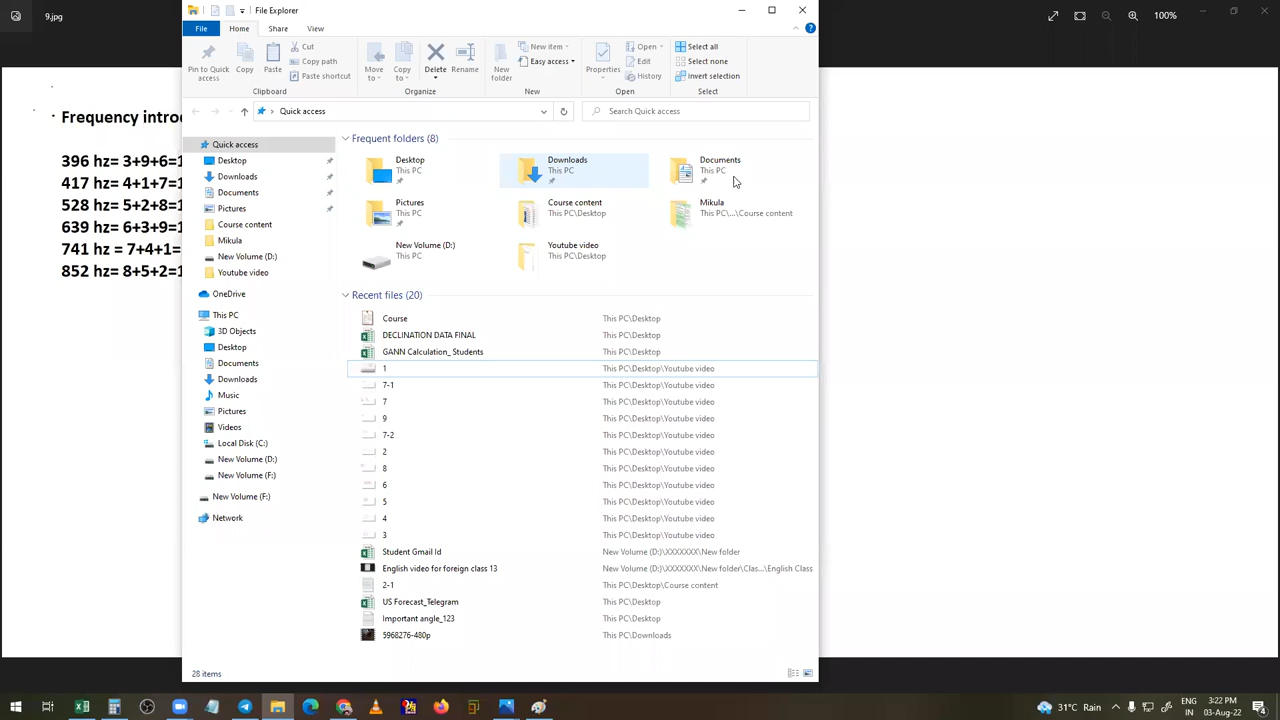 9.jpg
File Explorer
100%
File
Home
Share
View
Pin to Quick access
Copy
Paste
Cut
Copy path
Paste shortcut
Clipboard
Move to
Copy to
Delete
Rename
Organize
New folder
New item
Easy access
New
Properties
Open
Edit
History
Open
Select all
Select none
Invert selection
Select
Quick access
Search Quick access
Frequency intro
396 hz= 3+9+6=1
417 hz= 4+1+7=1
528 hz= 5+2+8=1
639 hz= 6+3+9=1
741 hz = 7+4+1=
852 hz= 8+5+2=1
Quick access
Desktop
Downloads
Documents
Pictures
Course content
Mikula
New Volume (D:)
Youtube video
OneDrive
This PC
3D Objects
Desktop
Documents
Downloads
Music
Pictures
Videos
Local Disk (C:)
New Volume (D:)
New Volume (F:)
New Volume (F:)
Network
Frequent folders (8)
Desktop
This PC
Downloads
This PC
Documents
This PC
Pictures
This PC
Course content
This PC\Desktop
Mikula
This PC\...\Course content
New Volume (D:)
This PC
Youtube video
This PC\Desktop
Recent files (20)
Course This PC\Desktop
DECLINATION DATA FINAL This PC\Desktop
GANN Calculation_ Students This PC\Desktop
1 This PC\Desktop\Youtube video
7-1 This PC\Desktop\Youtube video
7 This PC\Desktop\Youtube video
9 This PC\Desktop\Youtube video
7-2 This PC\Desktop\Youtube video
2 This PC\Desktop\Youtube video
8 This PC\Desktop\Youtube video
6 This PC\Desktop\Youtube video
5 This PC\Desktop\Youtube video
4 This PC\Desktop\Youtube video
3 This PC\Desktop\Youtube video
Student Gmail Id New Volume (D:)\XXXXXXX\New folder
English video for foreign class 13 New Volume (D:)\XXXXXXX\New folder\Clas...\English Class
2-1 This PC\Desktop\Course content
US Forecast_Telegram This PC\Desktop
Important angle_123 This PC\Desktop
5968276-480p This PC\Downloads
28 items
31°C Rain
ENG
IN
3:22 PM
03-Aug-22
4